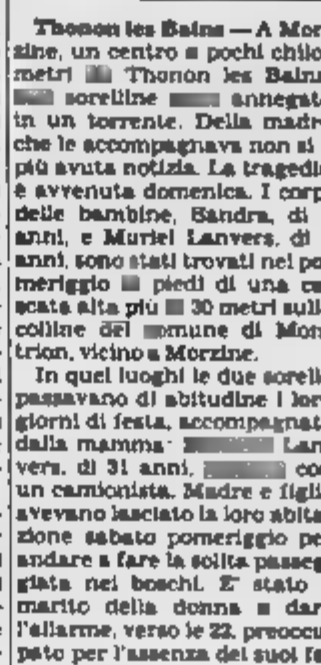 Thonon les Bains — A Mor
zine, un centro a pochi chilo
metri Thonon les Bains
sorelline annegat
in un torrente. Della madr
che le accompagnava non si
più avuta notizia. La tragedi
è avvenuta domenica. I corp
delle bambine, Sandra, di
anni, e Muriel Lanvers, di
anni, sono stati trovati nel po
meriggio piedi di una ca
scata alta più 30 metri sull
colline del comune di Mon
trion, vicino a Morzine.
In quei luoghi le due sorell
passavano di abitudine i lor
giorni di festa, accompagnat
dalla mamma Lan
vers, di 31 anni, co
un camionista. Madre e figli
avevano lasciato la loro abita
zione sabato pomeriggio pe
andare a fare la solita passeg
giata nei boschi. E' stato
marito della donna a dar
l'allarme, verso le 22, preoccu
pato per l'assenza dei suoi fa